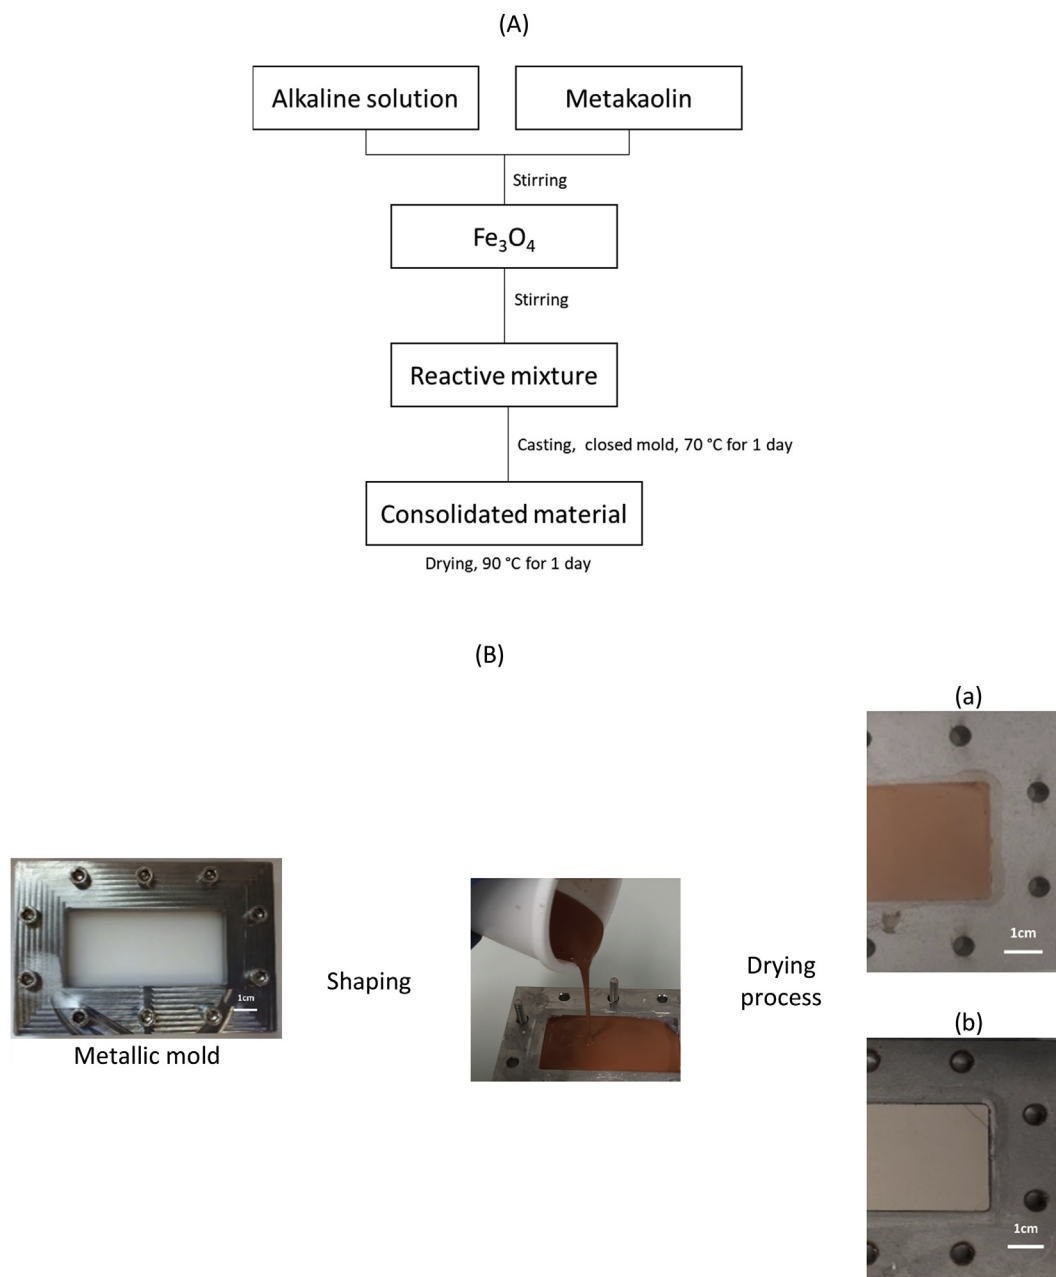 (A)
Alkaline solution
Metakaolin
Stirring
Fe₃O₄
Stirring
Reactive mixture
Casting, closed mold, 70 °C for 1 day
Consolidated material
Drying, 90 °C for 1 day
(B)
(a)
1cm
1cm
Metallic mold
Shaping
Drying
process
(b)
1cm